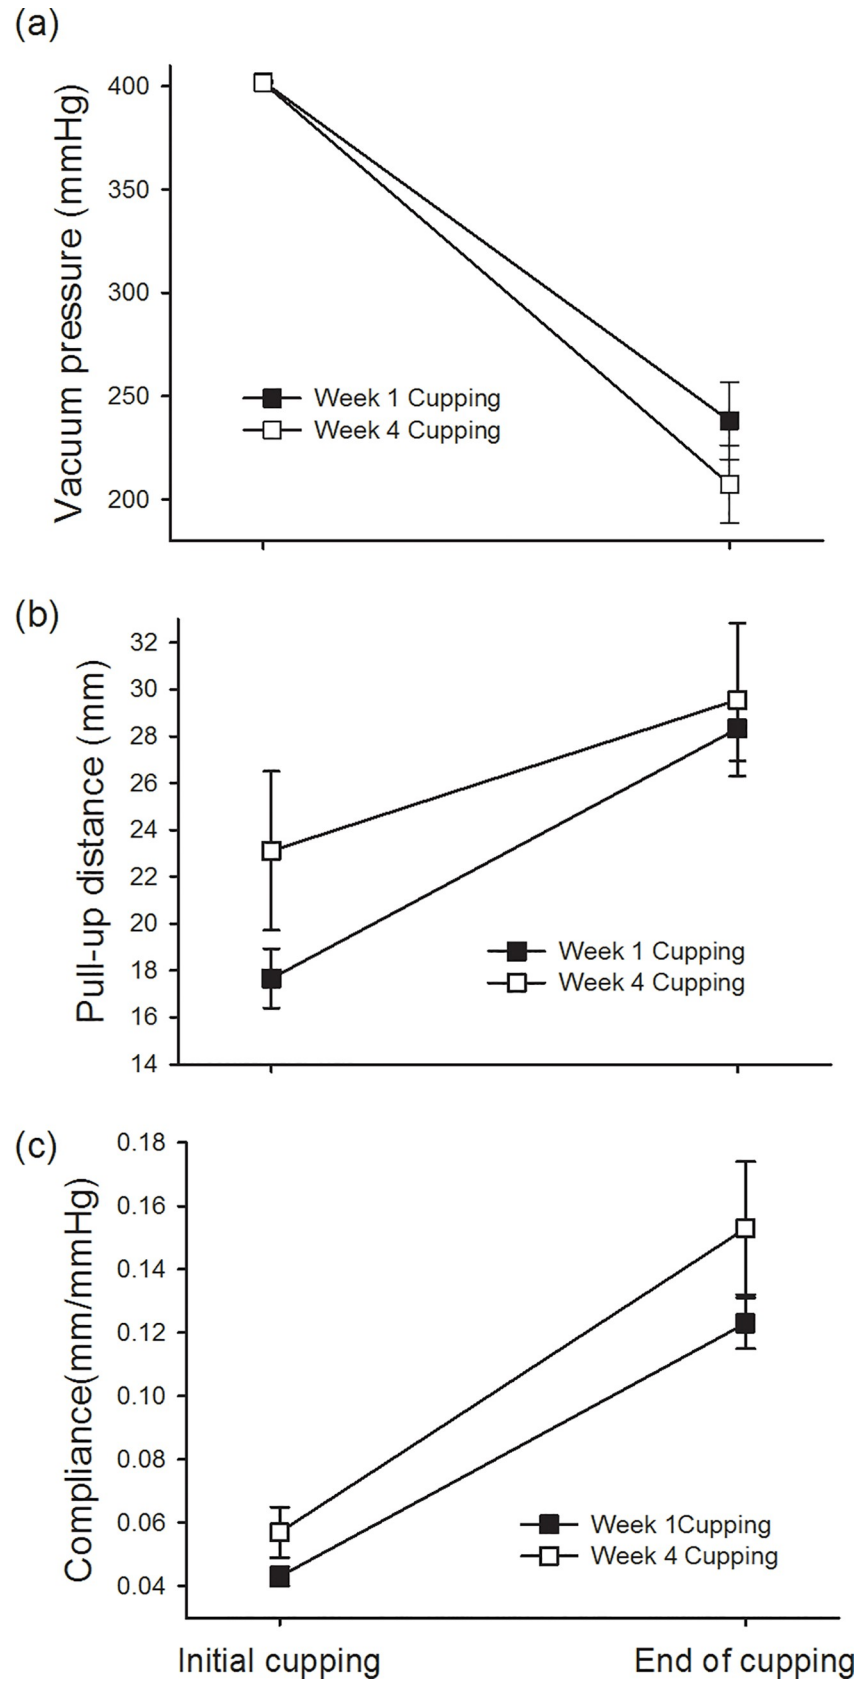 (a)
Vacuum pressure (mmHg)
400
350
300
250
200
Week 1 Cupping
Week 4 Cupping
(b)
Pull-up distance (mm)
32
30
28
26
24
22
20
18
16
14
Week 1 Cupping
Week 4 Cupping
(c)
Compliance(mm/mmHg)
0.18
0.16
0.14
0.12
0.10
0.08
0.06
0.04
Week 1Cupping
Week 4 Cupping
Initial cupping
End of cupping